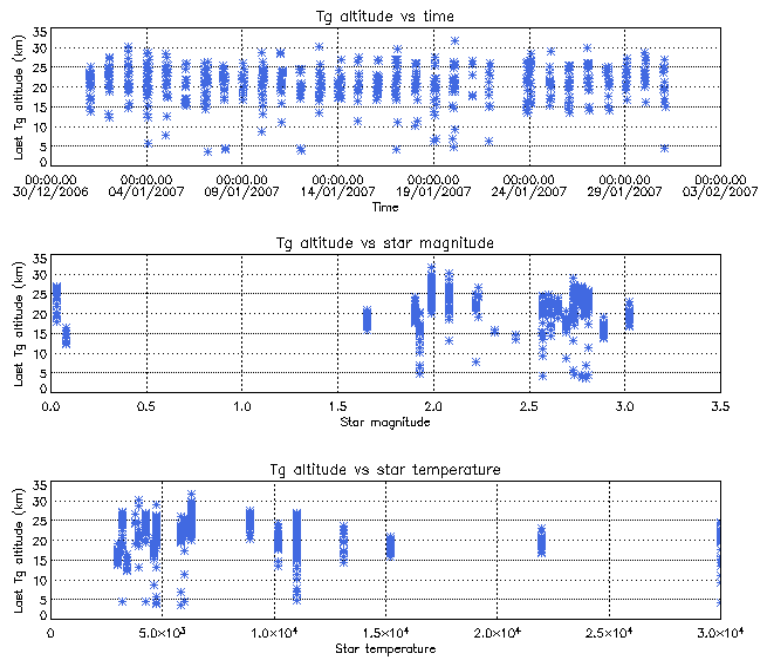 Tg altitude vs time
Last Tg altitude (km)
35
30
25
20
15
10
5
0
00:00.00 00:00.00 00:00.00 00:00.00 00:00.00 00:00.00 00:00.00 00:00.00
30/12/2006 04/01/2007 09/01/2007 14/01/2007 19/01/2007 24/01/2007 29/01/2007 03/02/2007
Time
Tg altitude vs star magnitude
Last Tg altitude (km)
35
30
25
20
15
10
5
0
0.0 0.5 1.0 1.5 2.0 2.5 3.0 3.5
Star magnitude
Tg altitude vs star temperature
Last Tg altitude (km)
35
30
25
20
15
10
5
0
0 5.0×10³ 1.0×10⁴ 1.5×10⁴ 2.0×10⁴ 2.5×10⁴ 3.0×10⁴
Star temperature